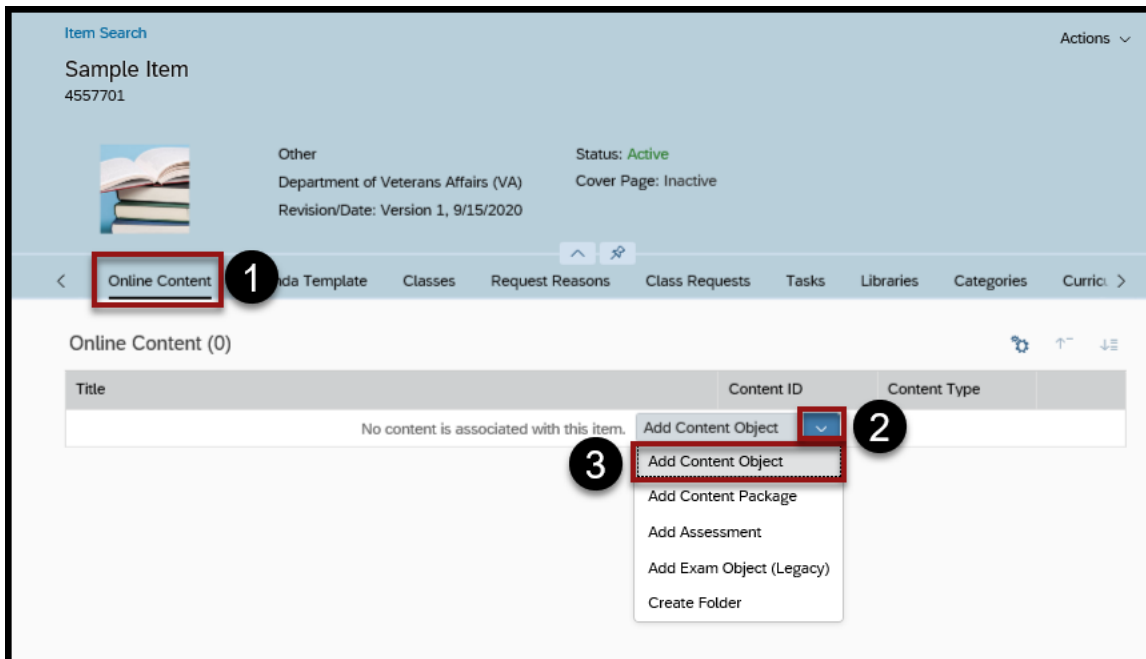 Item Search
Actions
Sample Item
4557701
Other
Status: Active
Department of Veterans Affairs (VA)
Cover Page: Inactive
Revision/Date: Version 1, 9/15/2020
Online Content
1
nda Template
Classes
Request Reasons
Class Requests
Tasks
Libraries
Categories
Curric
Online Content (0)
Title
Content ID
Content Type
No content is associated with this item.
Add Content Object
2
3
Add Content Object
Add Content Package
Add Assessment
Add Exam Object (Legacy)
Create Folder